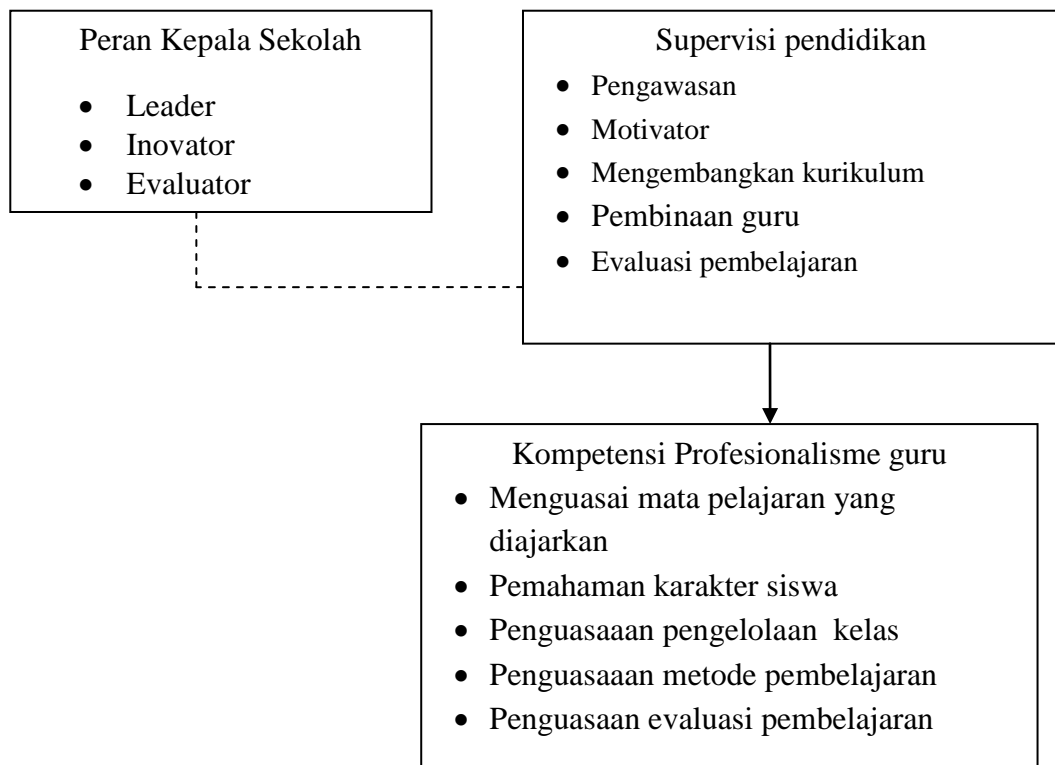 Peran Kepala Sekolah
• Leader
• Inovator
• Evaluator
Supervisi pendidikan
• Pengawasan
• Motivator
• Mengembangkan kurikulum
• Pembinaan guru
• Evaluasi pembelajaran
Kompetensi Profesionalisme guru
• Menguasai mata pelajaran yang
diajarkan
• Pemahaman karakter siswa
• Penguasaaan pengelolaan kelas
• Penguasaaan metode pembelajaran
• Penguasaan evaluasi pembelajaran